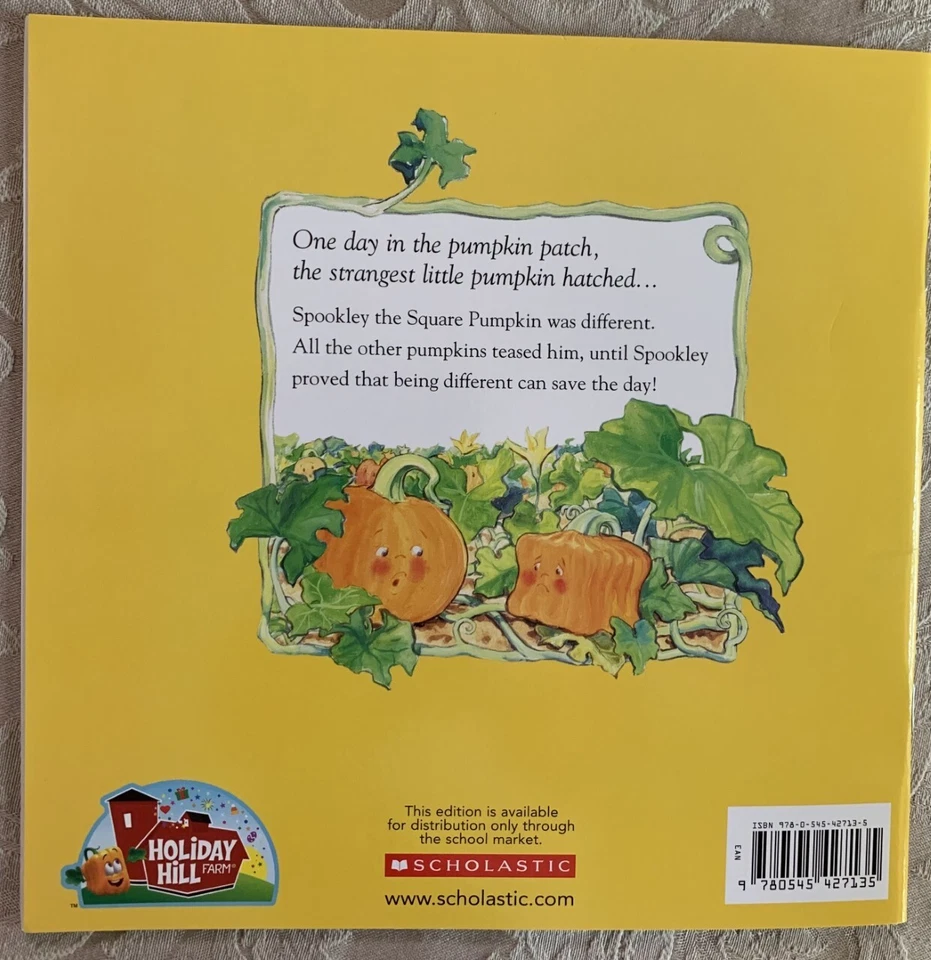 One day in the pumpkin patch,
the strangest little pumpkin hatched...
Spookley the Square Pumpkin was different.
All the other pumpkins teased him, until Spookley
proved that being different can save the day!
HOLiDAY
HiLL FARM®
™
This edition is available
for distribution only through
the school market.
SCHOLASTIC
www.scholastic.com
ISBN 978-0-545-42713-5
EAN
9 780545 427135